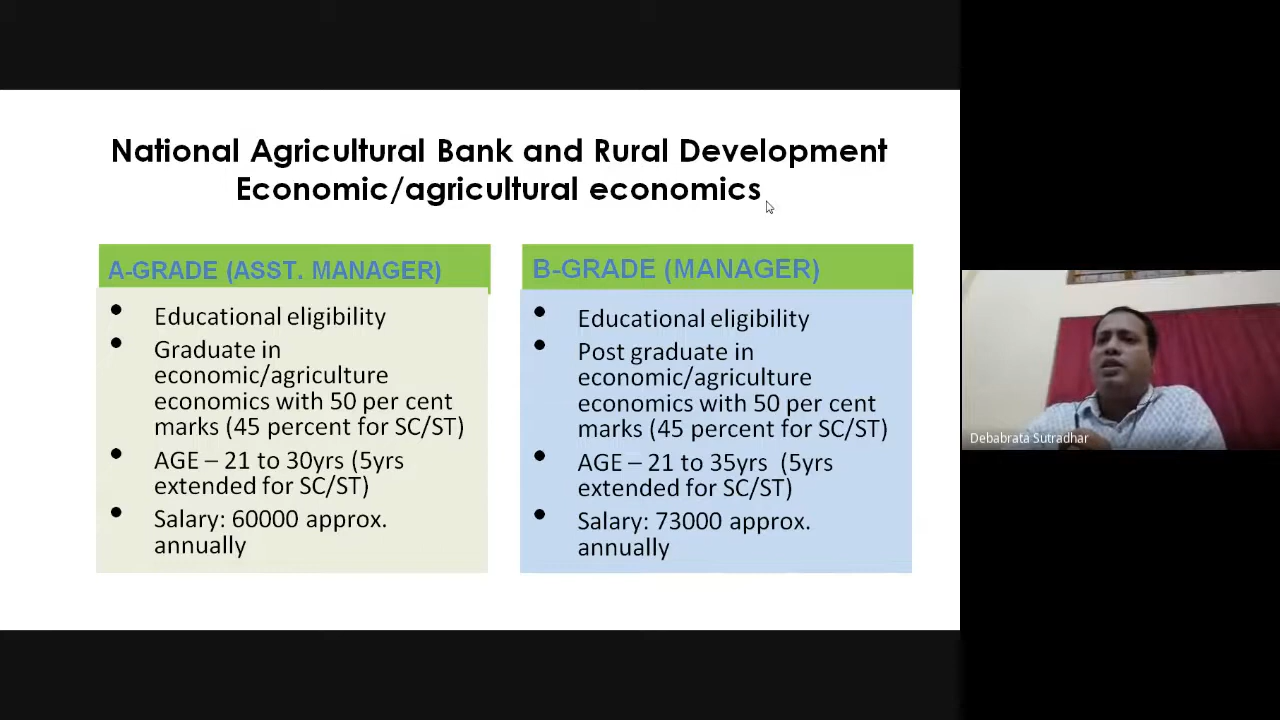 National Agricultural Bank and Rural Development
Economic/agricultural economics
A-GRADE (ASST. MANAGER)
• Educational eligibility
• Graduate in
economic/agriculture
economics with 50 per cent
marks (45 percent for SC/ST)
• AGE – 21 to 30yrs (5yrs
extended for SC/ST)
• Salary: 60000 approx.
annually
B-GRADE (MANAGER)
• Educational eligibility
• Post graduate in
economic/agriculture
economics with 50 per cent
marks (45 percent for SC/ST)
• AGE – 21 to 35yrs (5yrs
extended for SC/ST)
• Salary: 73000 approx.
annually
Debabrata Sutradhar